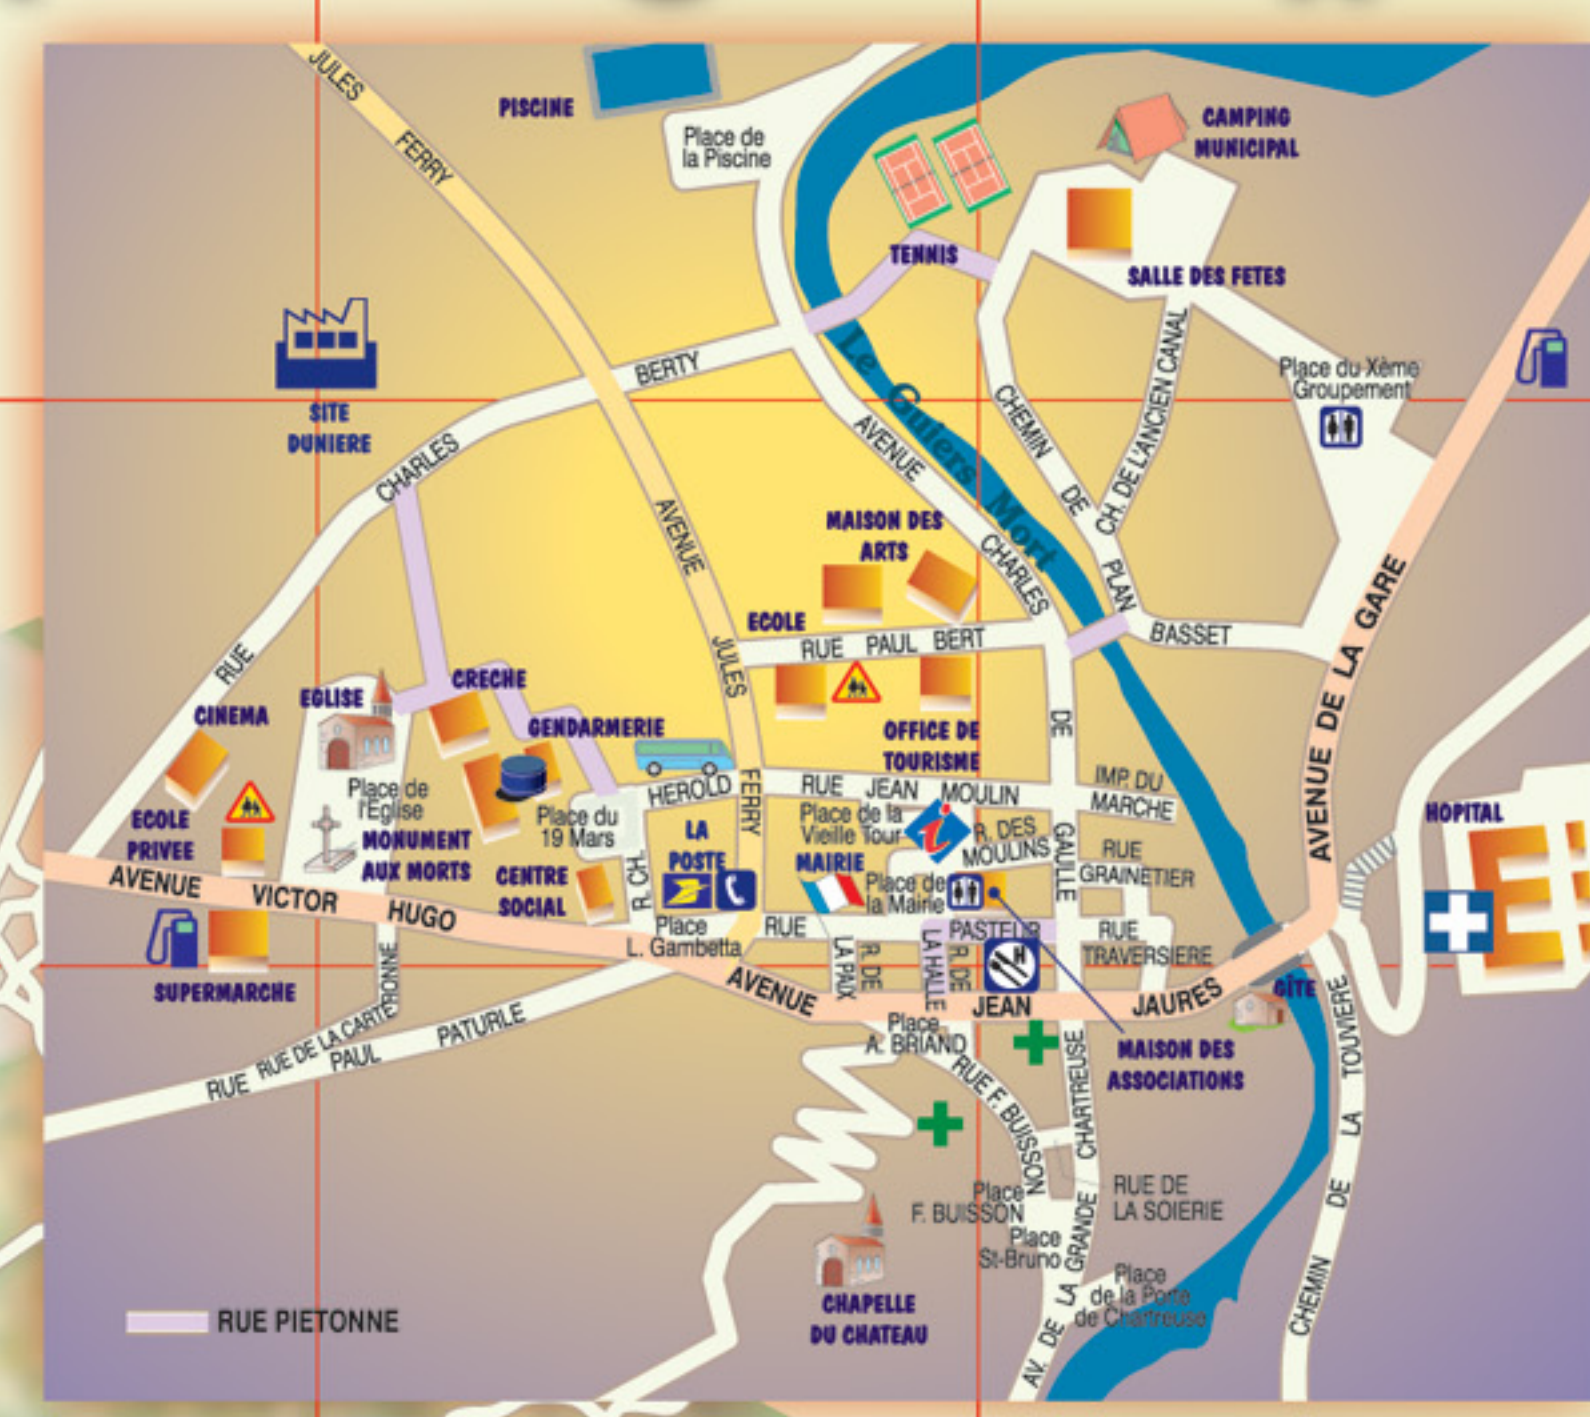 JULES
FERRY
PISCINE
Place de
la Piscine
CAMPING
MUNICIPAL
TENNIS
SALLE DES FETES
SITE
DUNIERE
BERTY
CHARLES
RUE
Le Guiers Mort
Place du Xème
Groupement
CHEMIN DE PLAN
BASSET
CH. DE L'ANCIEN CANAL
AVENUE
CHARLES
DE
GAULLE
AVENUE
JULES
FERRY
MAISON DES
ARTS
ECOLE
RUE PAUL BERT
AVENUE DE LA GARE
EGLISE
CRECHE
CINEMA
GENDARMERIE
OFFICE DE
TOURISME
Place de
l'Eglise
HEROLD
RUE JEAN MOULIN
IMP. DU
MARCHE
Place du
19 Mars
Place de la
Vieille Tour
i
R. DES
MOULINS
HOPITAL
ECOLE
PRIVEE
MONUMENT
AUX MORTS
LA
POSTE
MAIRIE
RUE
GRAINETIER
CENTRE
SOCIAL
R. CH.
Place de
la Mairie
AVENUE VICTOR HUGO
Place
L. Gambetta
RUE
PASTEUR
RUE
TRAVERSIERE
LA PAIX
R. DE
LA HALLE
R. DE
H
SUPERMARCHE
RUE DE LA CARTERONNE
AVENUE
JEAN
JAURES
GÎTE
RUE
PAUL
PATURLE
Place
A. BRIAND
MAISON DES
ASSOCIATIONS
RUE F. BUISSON
AV. DE LA GRANDE CHARTREUSE
CHEMIN DE LA TOUVIERE
Place
F. BUISSON
RUE DE
LA SOIERIE
Place
St-Bruno
Place
de la Porte
de Chartreuse
CHAPELLE
DU CHATEAU
RUE PIETONNE